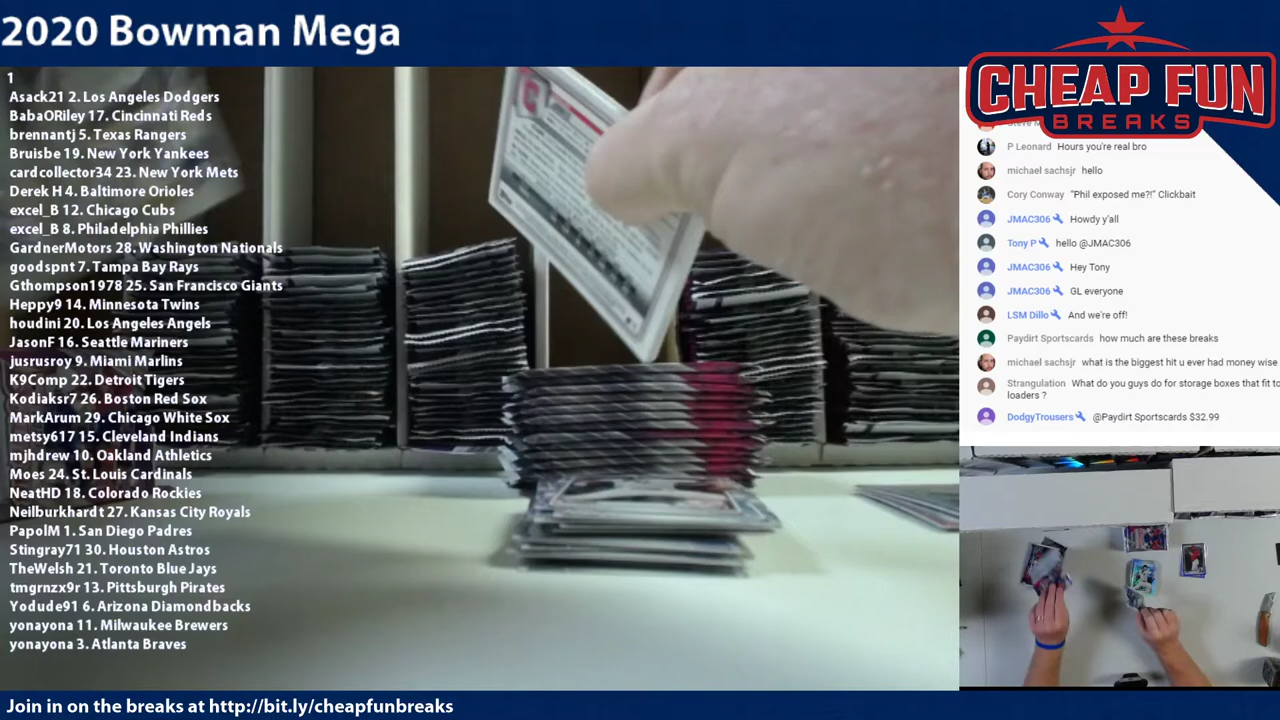 2020 Bowman Mega
CHEAP FUN
BREAKS
1
Asack21 2. Los Angeles Dodgers
BabaORiley 17. Cincinnati Reds
brennantj 5. Texas Rangers
Bruisbe 19. New York Yankees
cardcollector34 23. New York Mets
Derek H 4. Baltimore Orioles
excel_B 12. Chicago Cubs
excel_B 8. Philadelphia Phillies
GardnerMotors 28. Washington Nationals
goodspnt 7. Tampa Bay Rays
Gthompson1978 25. San Francisco Giants
Heppy9 14. Minnesota Twins
houdini 20. Los Angeles Angels
JasonF 16. Seattle Mariners
jusrusroy 9. Miami Marlins
K9Comp 22. Detroit Tigers
Kodiaksr7 26. Boston Red Sox
MarkArum 29. Chicago White Sox
metsy617 15. Cleveland Indians
mjhdrew 10. Oakland Athletics
Moes 24. St. Louis Cardinals
NeatHD 18. Colorado Rockies
Neilburkhardt 27. Kansas City Royals
PapolM 1. San Diego Padres
Stingray71 30. Houston Astros
TheWelsh 21. Toronto Blue Jays
tmgrnzx9r 13. Pittsburgh Pirates
Yodude91 6. Arizona Diamondbacks
yonayona 11. Milwaukee Brewers
yonayona 3. Atlanta Braves
P Leonard Hours you're real bro
michael sachsjr hello
Cory Conway "Phil exposed me?!" Clickbait
JMAC306 Howdy y'all
Tony P hello @JMAC306
JMAC306 Hey Tony
JMAC306 GL everyone
LSM Dillo And we're off!
Paydirt Sportscards how much are these breaks
michael sachsjr what is the biggest hit u ever had money wise
Strangulation What do you guys do for storage boxes that fit to
loaders ?
DodgyTrousers @Paydirt Sportscards $32.99
Join in on the breaks at http://bit.ly/cheapfunbreaks